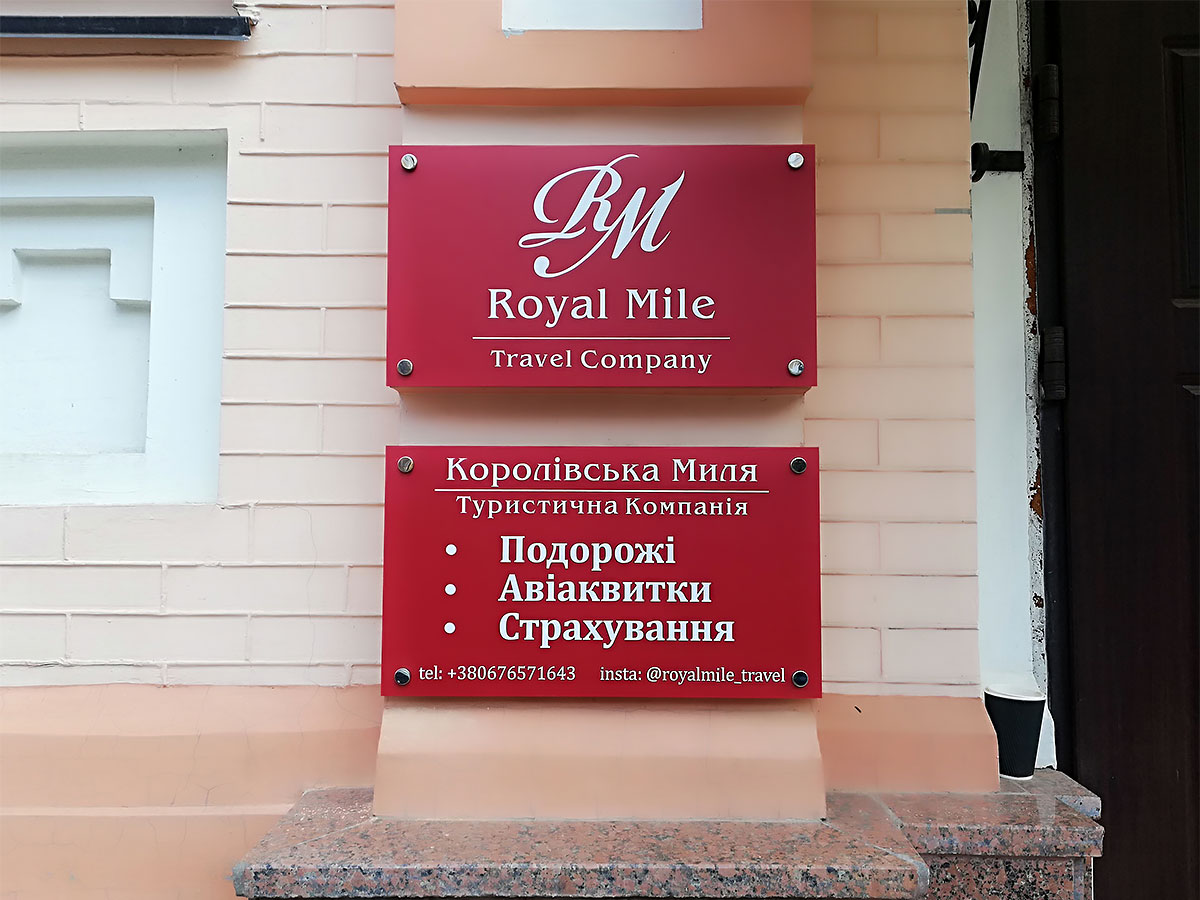 RM
Royal Mile
Travel Company
Королівська Миля
Туристична Компанія
• Подорожі
• Авіаквитки
• Страхування
tel: +380676571643 insta: @royalmile_travel